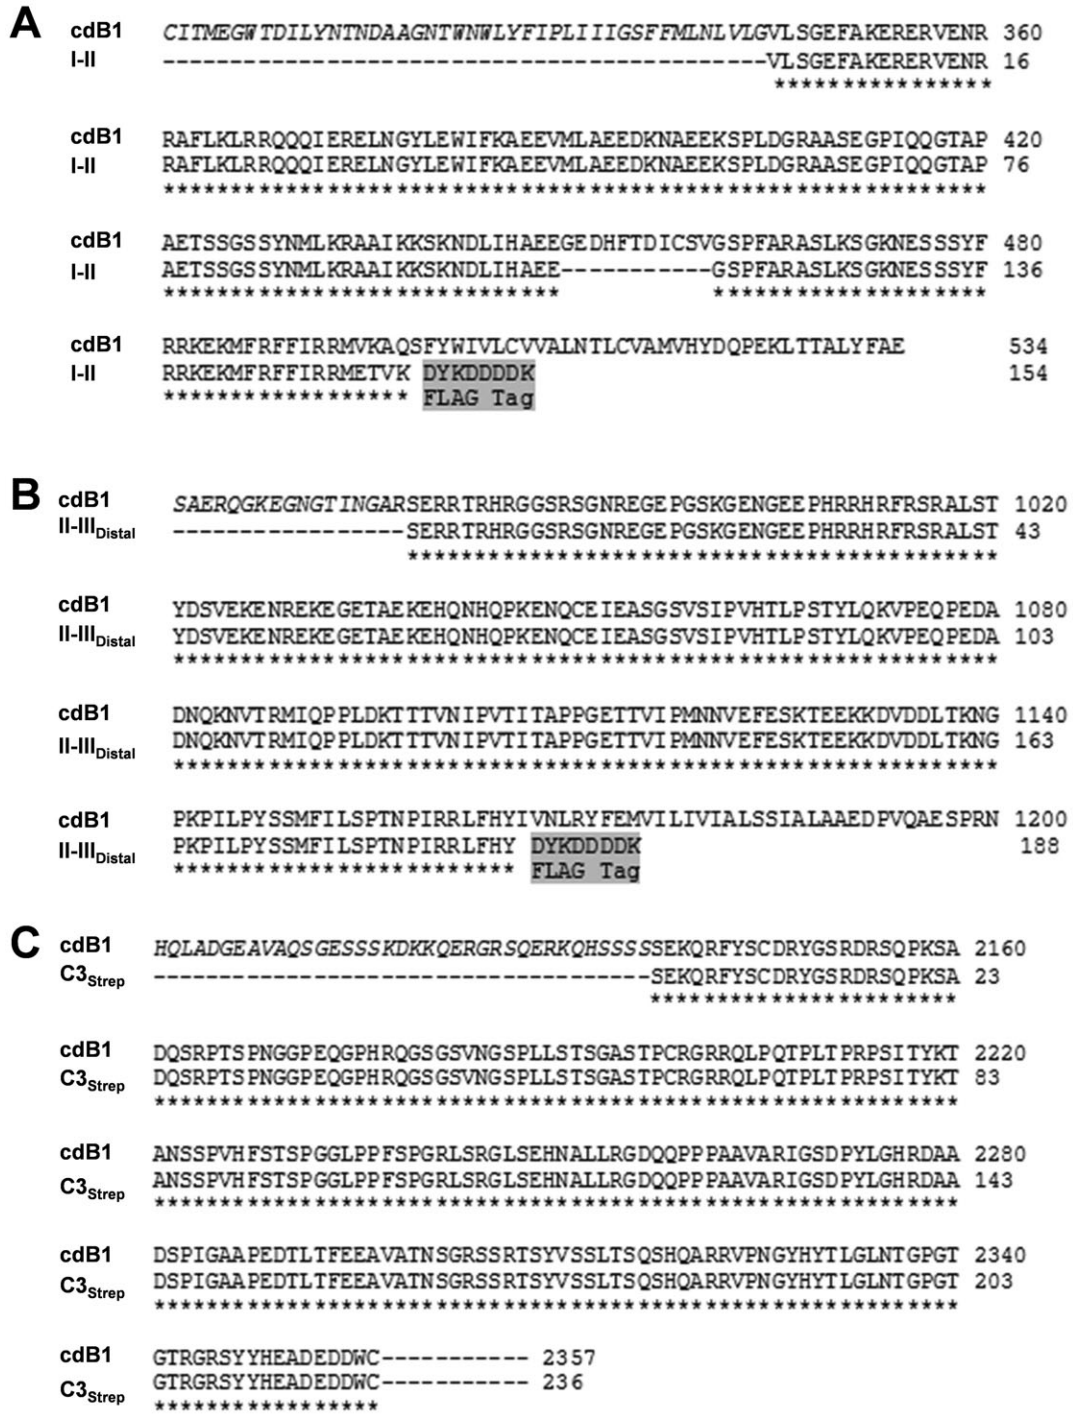 A
cdB1 CITMEGWTDILYNTNDAAGNTWNWLYFIPLIIIGSFFMLNLVLGVLSGEFAKERERVENR 360
I-II --------------------------------------------VLSGEFAKERERVENR 16
****************
cdB1 RAFLKLRRQQQIERELNGYLEWIFKAEEVMLAEEDKNAEEKSPLDGRAASEGPIQQGTAP 420
I-II RAFLKLRRQQQIERELNGYLEWIFKAEEVMLAEEDKNAEEKSPLDGRAASEGPIQQGTAP 76
************************************************************
cdB1 AETSSGSSYNMLKRAAIKKSKNDLIHAEEGEDHFTDICSVGSPFARASLKSGKNESSSYF 480
I-II AETSSGSSYNMLKRAAIKKSKNDLIHAEE-----------GSPFARASLKSGKNESSSYF 136
***************************** ********************
cdB1 RRKEKMFRFFIRRMVKAQSFYWIVLCVVALNTLCVAMVHYDQPEKLTTALYFAE 534
I-II RRKEKMFRFFIRRMETVK DYKDDDDK 154
****************** FLAG Tag
B
cdB1 SAERQGKEGNGTINGARSERRTRHRGGSRSGNREGEPGSKGENGEEPHRRHRFRSRALST 1020
II-IIIDistal -----------------SERRTRHRGGSRSGNREGEPGSKGENGEEPHRRHRFRSRALST 43
*******************************************
cdB1 YDSVEKENREKEGETAEKEHQNHQPKENQCEIEASGSVSIPVHTLPSTYLQKVPEQPEDA 1080
II-IIIDistal YDSVEKENREKEGETAEKEHQNHQPKENQCEIEASGSVSIPVHTLPSTYLQKVPEQPEDA 103
************************************************************
cdB1 DNQKNVTRMIQPPLDKTTTVNIPVTITAPPGETTVIPMNNVEFESKTEEKKDVDDLTKNG 1140
II-IIIDistal DNQKNVTRMIQPPLDKTTTVNIPVTITAPPGETTVIPMNNVEFESKTEEKKDVDDLTKNG 163
************************************************************
cdB1 PKPILPYSSMFILSPTNPIRRLFHYIVNLRYFEMVILIVIALSSIALAAEDPVQAESPRN 1200
II-IIIDistal PKPILPYSSMFILSPTNPIRRLFHY DYKDDDDK 188
************************* FLAG Tag
C
cdB1 HQLADGEAVAQSGESSSKDKKQERGRSQERKQHSSSSSEKQRFYSCDRYGSRDRSQPKSA 2160
C3Strep -------------------------------------SEKQRFYSCDRYGSRDRSQPKSA 23
***********************
cdB1 DQSRPTSPNGGPEQGPHRQGSGSVNGSPLLSTSGASTPCRGRRQLPQTPLTPRPSITYKT 2220
C3Strep DQSRPTSPNGGPEQGPHRQGSGSVNGSPLLSTSGASTPCRGRRQLPQTPLTPRPSITYKT 83
************************************************************
cdB1 ANSSPVHFSTSPGGLPPFSPGRLSRGLSEHNALLRGDQQPPPAAVARIGSDPYLGHRDAA 2280
C3Strep ANSSPVHFSTSPGGLPPFSPGRLSRGLSEHNALLRGDQQPPPAAVARIGSDPYLGHRDAA 143
************************************************************
cdB1 DSPIGAAPEDTLTFEEAVATNSGRSSRTSYVSSLTSQSHQARRVPNGYHYTLGLNTGPGT 2340
C3Strep DSPIGAAPEDTLTFEEAVATNSGRSSRTSYVSSLTSQSHQARRVPNGYHYTLGLNTGPGT 203
************************************************************
cdB1 GTRGRSYYHEADEDDWC----------- 2357
C3Strep GTRGRSYYHEADEDDWC----------- 236
*****************